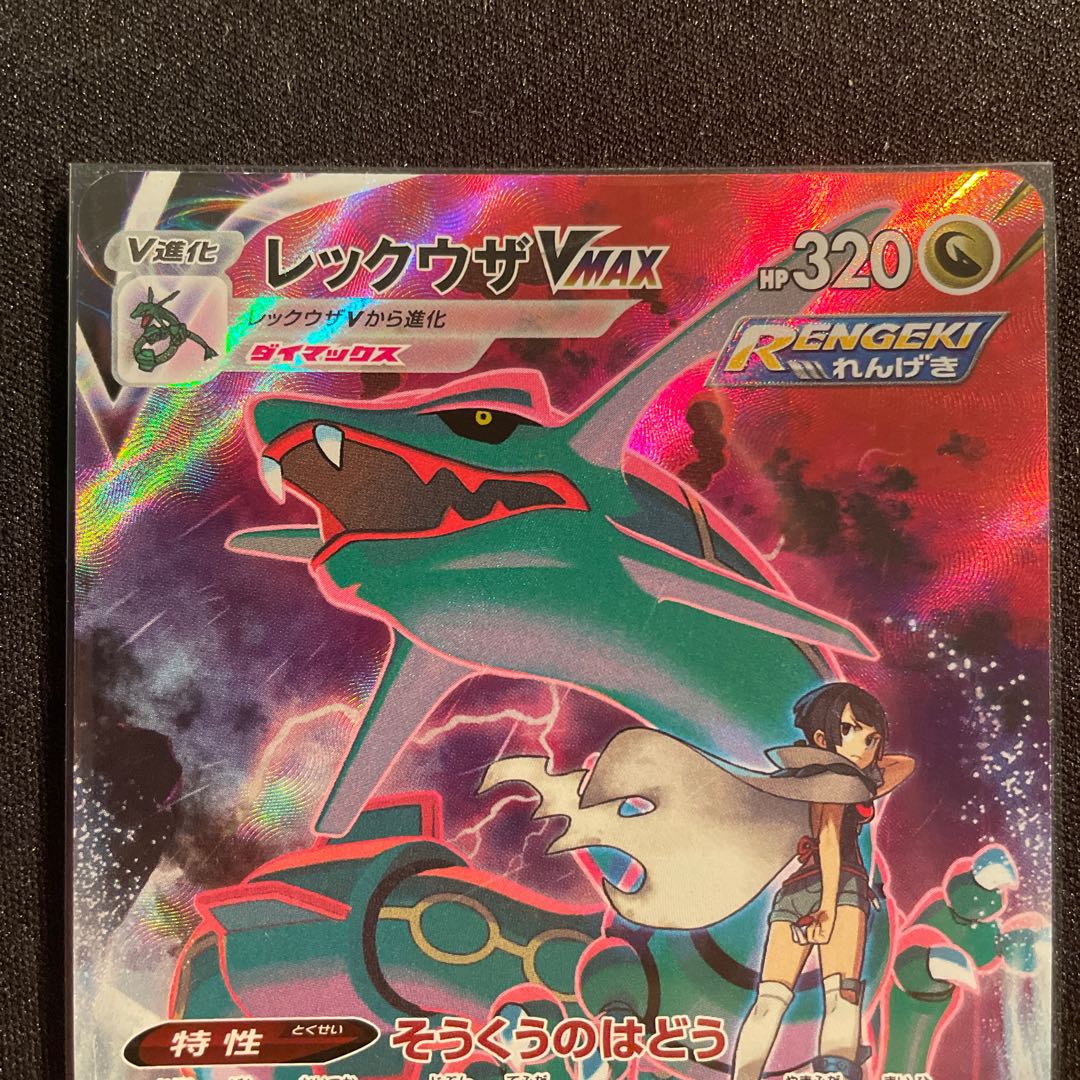 V進化
レックウザVMAX
HP320
レックウザVから進化
ダイマックス
RENGEKI
れんげき
特性
とくせい
そうくうのはどう